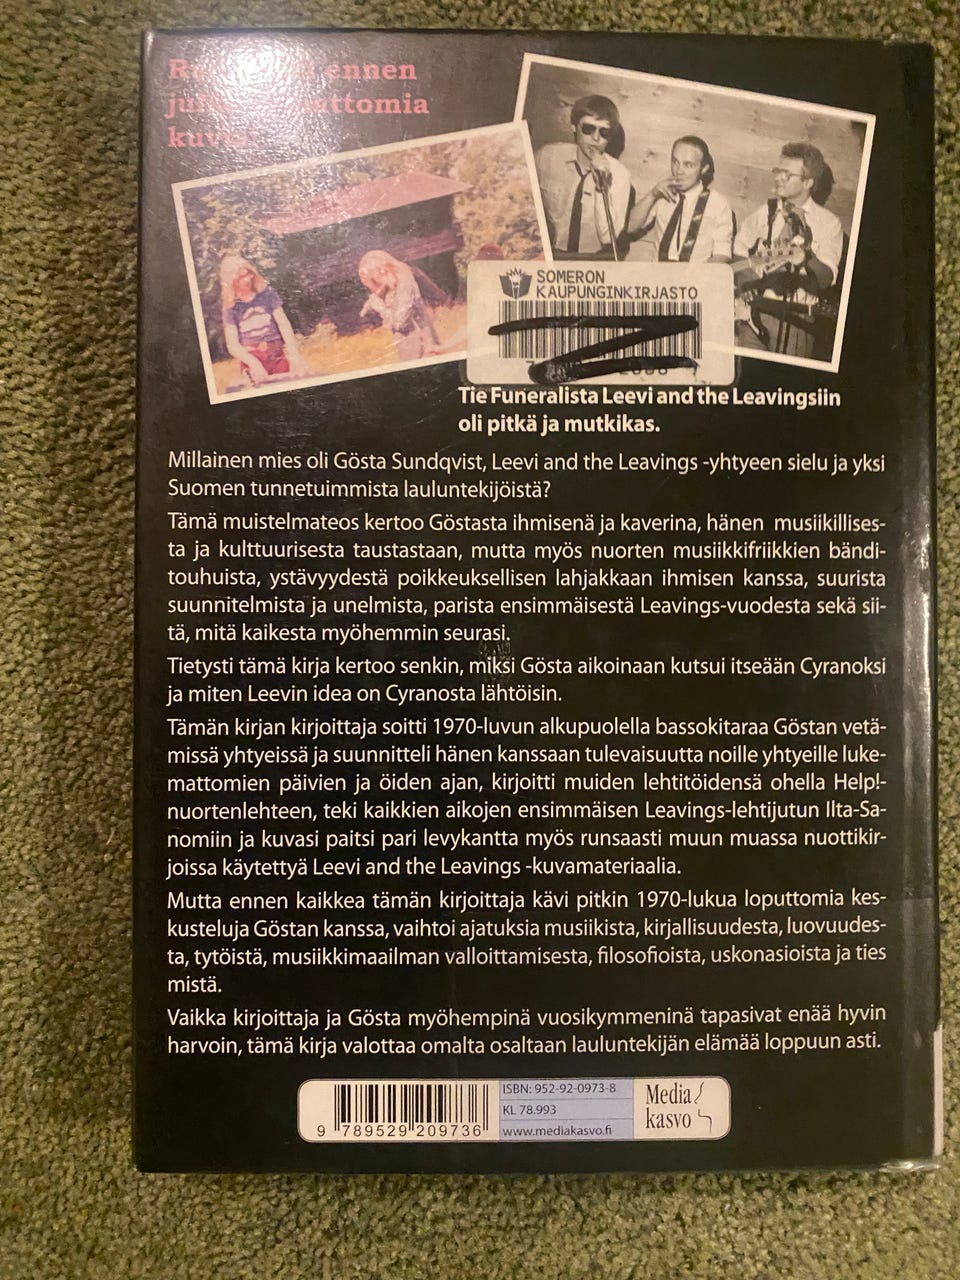 ennen
kuvia
SOMERON
KAUPUNGINKIRJASTO
Tie Funeralista Leevi and the Leavingsiin
oli pitkä ja mutkikas.
Millainen mies oli Gösta Sundqvist, Leevi and the Leavings -yhtyeen sielu ja yksi
Suomen tunnetuimmista lauluntekijöistä?
Tämä muistelmateos kertoo Göstasta ihmisenä ja kaverina, hänen musiikillises-
ta ja kulttuurisesta taustastaan, mutta myös nuorten musiikkifriikkien bändi-
touhuista, ystävyydestä poikkeuksellisen lahjakkaan ihmisen kanssa, suurista
suunnitelmista ja unelmista, parista ensimmäisestä Leavings-vuodesta sekä sii-
tä, mitä kaikesta myöhemmin seurasi.
Tietysti tämä kirja kertoo senkin, miksi Gösta aikoinaan kutsui itseään Cyranoksi
ja miten Leevin idea on Cyranosta lähtöisin.
Tämän kirjan kirjoittaja soitti 1970-luvun alkupuolella bassokitaraa Göstan vetä-
missä yhtyeissä ja suunnitteli hänen kanssaan tulevaisuutta noille yhtyeille luke-
mattomien päivien ja öiden ajan, kirjoitti muiden lehtitöidensä ohella Help!-
nuortenlehteen, teki kaikkien aikojen ensimmäisen Leavings-lehtijutun Ilta-Sa-
nomiin ja kuvasi paitsi pari levykantta myös runsaasti muun muassa nuottikir-
joissa käytettyä Leevi and the Leavings -kuvamateriaalia.
Mutta ennen kaikkea tämän kirjoittaja kävi pitkin 1970-lukua loputtomia kes-
kusteluja Göstan kanssa, vaihtoi ajatuksia musiikista, kirjallisuudesta, luovuudes-
ta, tytöistä, musiikkimaailman valloittamisesta, filosofioista, uskonasioista ja ties
mistä.
Vaikka kirjoittaja ja Gösta myöhempinä vuosikymmeninä tapasivat enää hyvin
harvoin, tämä kirja valottaa omalta osaltaan lauluntekijän elämää loppuun asti.
ISBN: 952-92-0973-8
KL 78.993
www.mediakasvo.fi
Media
kasvo
9 789529 209736